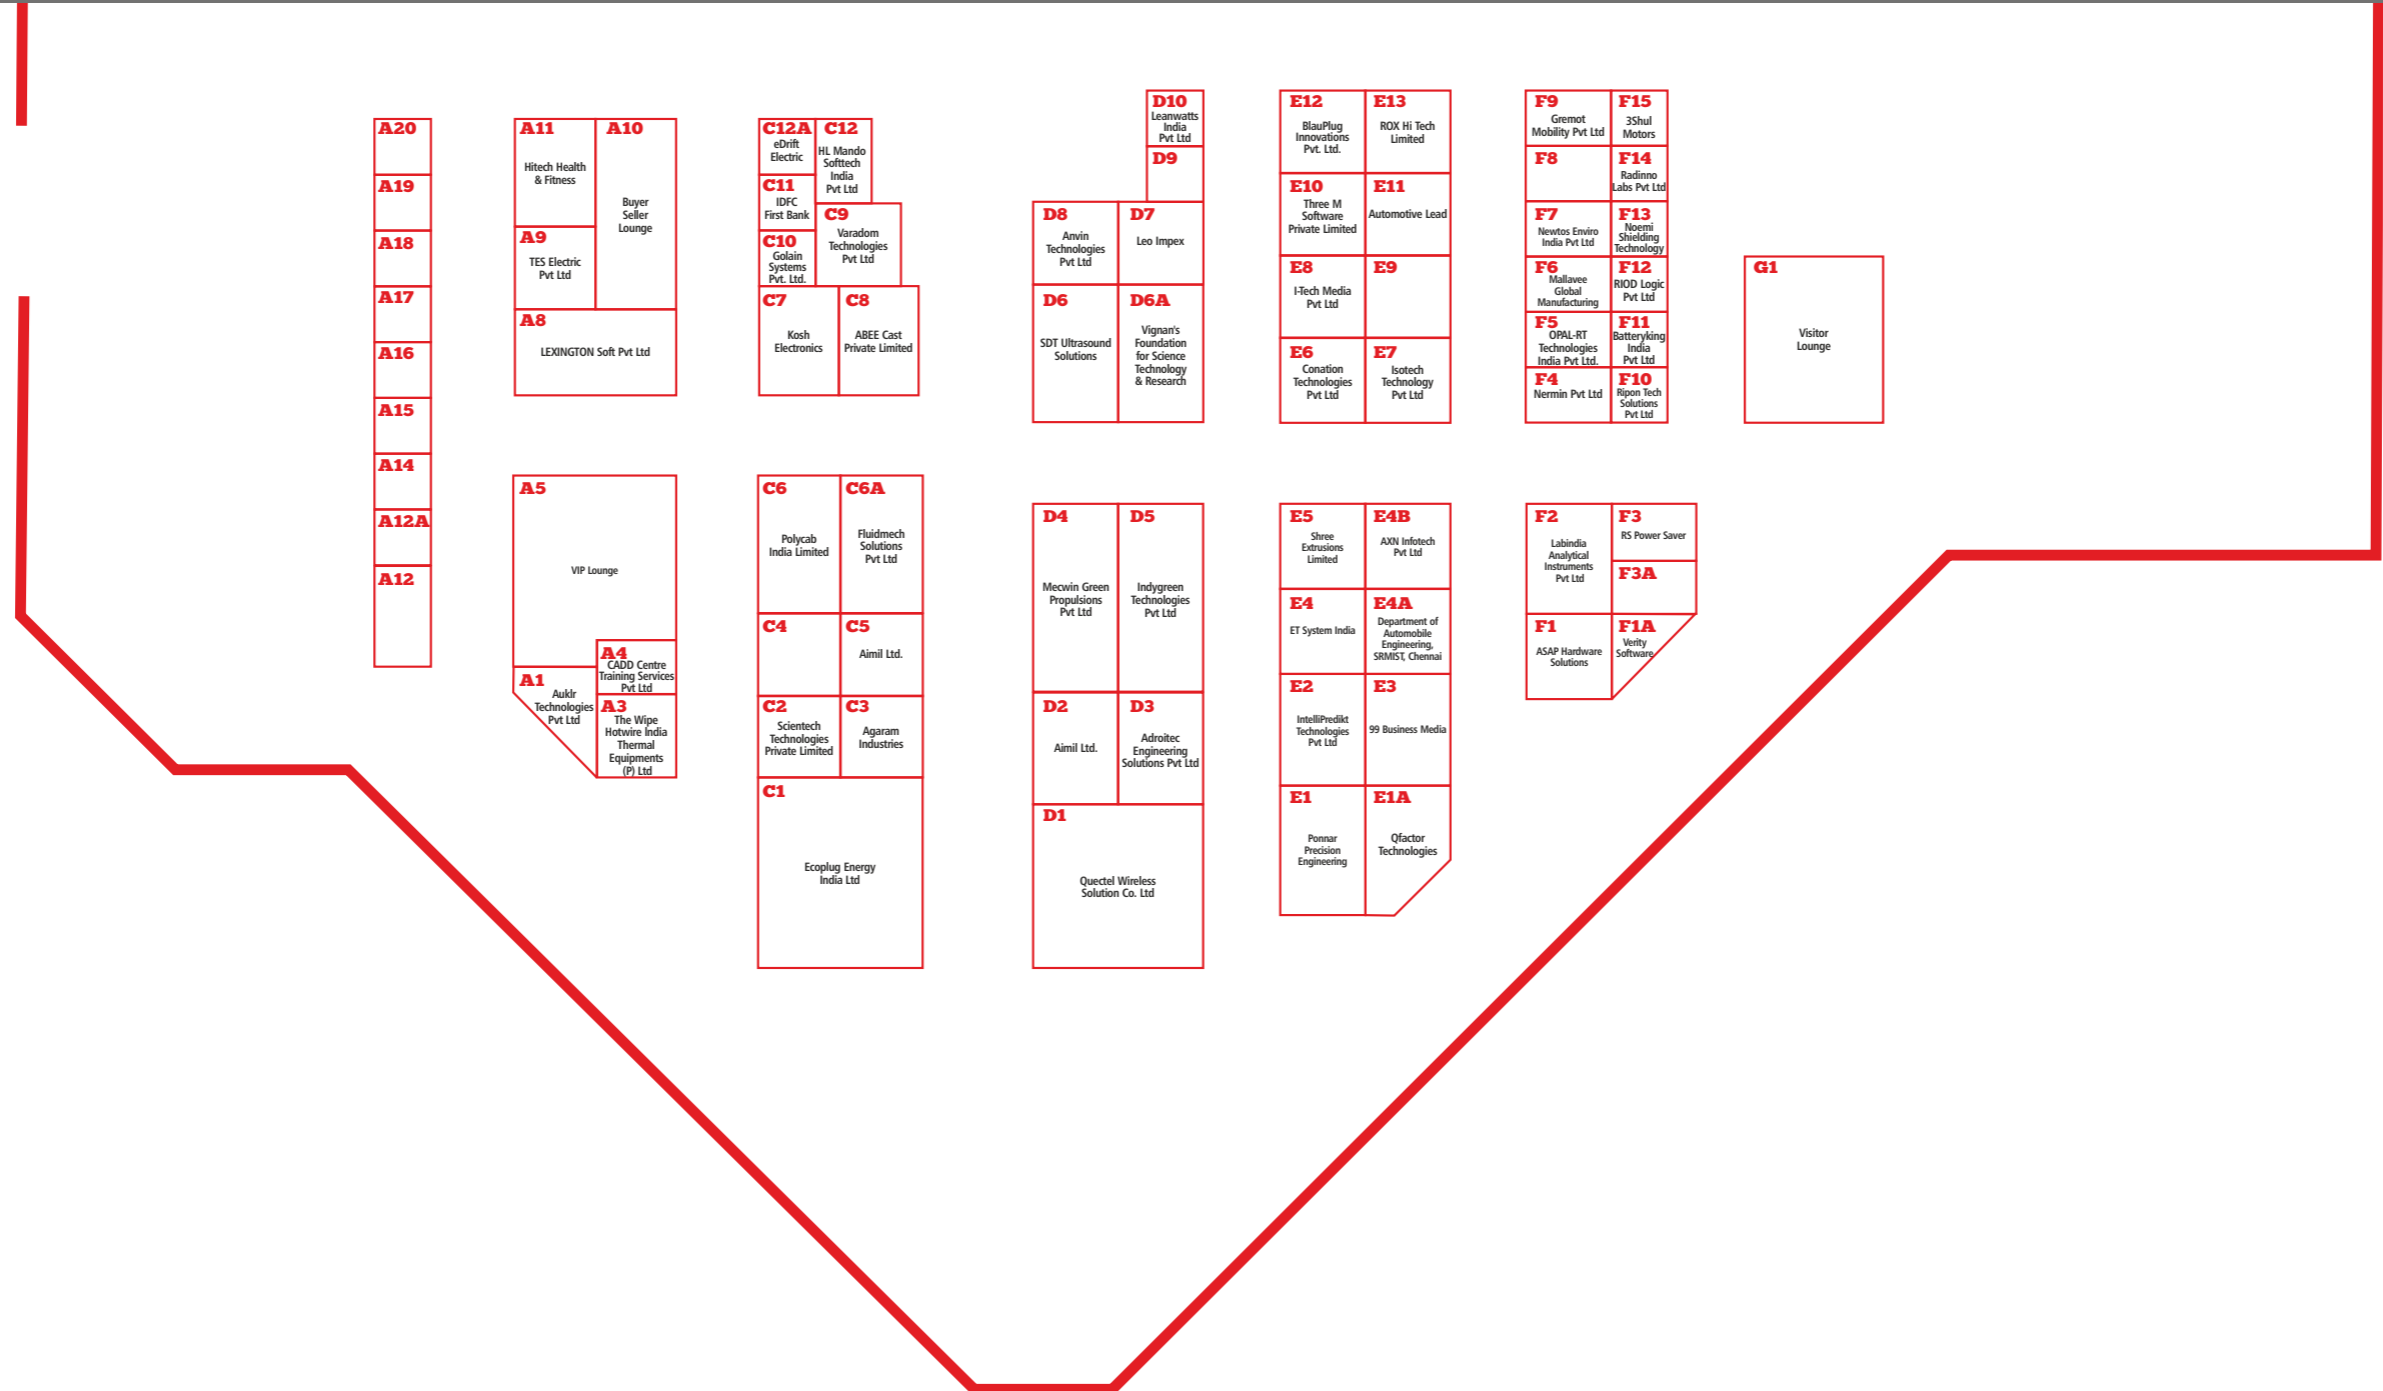 A20
A19
A18
A17
A16
A15
A14
A12A
A12
A11
Hitech Health
& Fitness
A10
Buyer
Seller
Lounge
A9
TES Electric
Pvt Ltd
A8
LEXINGTON Soft Pvt Ltd
A5
VIP Lounge
A4
CADD Centre
Training Services
Pvt Ltd
A1
Auklr
Technologies
Pvt Ltd
A3
The Wipe
Hotwire India
Thermal
Equipments
(P) Ltd
C12A
eDrift
Electric
C12
HL Mando
Softtech
India
Pvt Ltd
C11
IDFC
First Bank
C9
Varadom
Technologies
Pvt Ltd
C10
Golain
Systems
Pvt. Ltd.
C7
Kosh
Electronics
C8
ABEE Cast
Private Limited
C6
Polycab
India Limited
C6A
Fluidmech
Solutions
Pvt Ltd
C4
C5
Aimil Ltd.
C2
Scientech
Technologies
Private Limited
C3
Agaram
Industries
C1
Ecoplug Energy
India Ltd
D10
Leanwatts
India
Pvt Ltd
D9
D8
Anvin
Technologies
Pvt Ltd
D7
Leo Impex
D6
SDT Ultrasound
Solutions
D6A
Vignan's
Foundation
for Science
Technology
& Research
D4
Mecwin Green
Propulsions
Pvt Ltd
D5
Indygreen
Technologies
Pvt Ltd
D2
Aimil Ltd.
D3
Adroitec
Engineering
Solutions Pvt Ltd
D1
Quectel Wireless
Solution Co. Ltd
E12
BlauPlug
Innovations
Pvt. Ltd.
E13
ROX Hi Tech
Limited
E10
Three M
Software
Private Limited
E11
Automotive Lead
E8
I-Tech Media
Pvt Ltd
E9
E6
Conation
Technologies
Pvt Ltd
E7
Isotech
Technology
Pvt Ltd
E5
Shree
Extrusions
Limited
E4B
AXN Infotech
Pvt Ltd
E4
ET System India
E4A
Department of
Automobile
Engineering,
SRMIST, Chennai
E2
IntelliPredikt
Technologies
Pvt Ltd
E3
99 Business Media
E1
Ponnar
Precision
Engineering
E1A
Qfactor
Technologies
F9
Gremot
Mobility Pvt Ltd
F15
3Shul
Motors
F8
F14
Radinno
Labs Pvt Ltd
F7
Newtos Enviro
India Pvt Ltd
F13
Noemi
Shielding
Technology
F6
Mallavee
Global
Manufacturing
F12
RIOD Logic
Pvt Ltd
F5
OPAL-RT
Technologies
India Pvt Ltd.
F11
Batteryking
India
Pvt Ltd
F4
Nermin Pvt Ltd
F10
Ripon Tech
Solutions
Pvt Ltd
F2
Labindia
Analytical
Instruments
Pvt Ltd
F3
RS Power Saver
F3A
F1
ASAP Hardware
Solutions
F1A
Verity
Software
G1
Visitor
Lounge